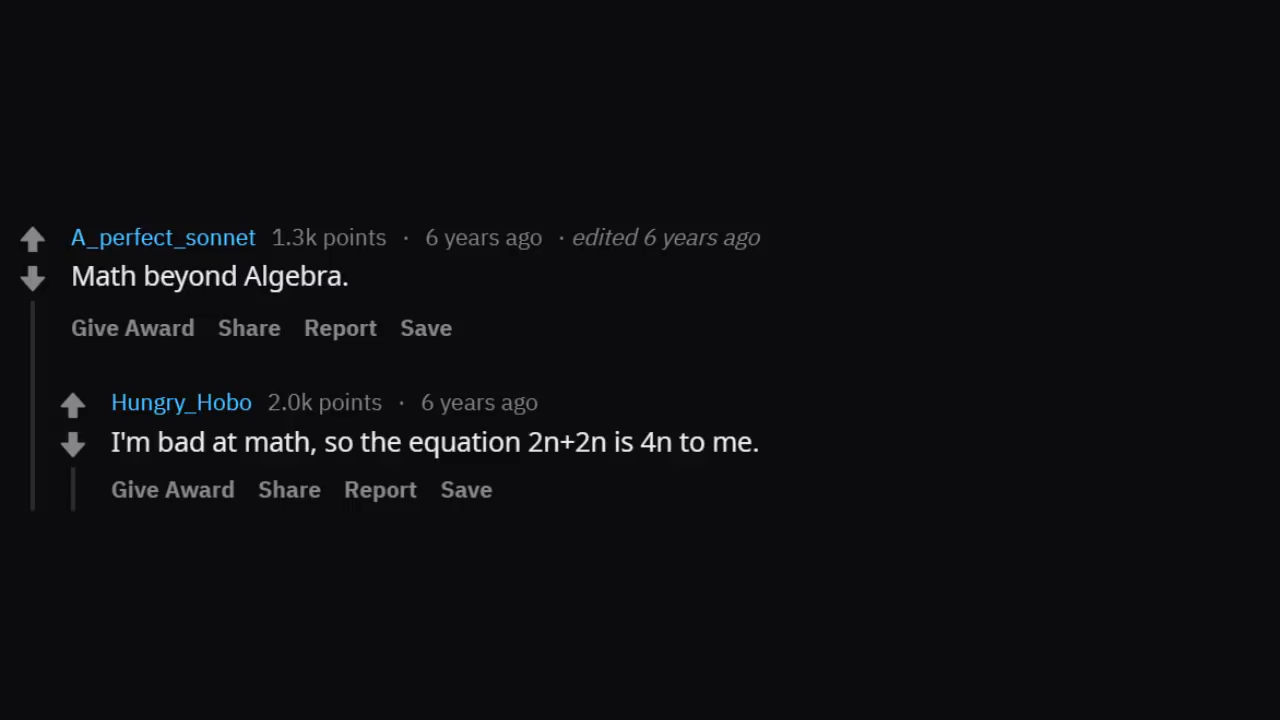 A_perfect_sonnet 1.3k points · 6 years ago · edited 6 years ago
Math beyond Algebra.
Give Award Share Report Save
Hungry_Hobo 2.0k points · 6 years ago
I'm bad at math, so the equation 2n+2n is 4n to me.
Give Award Share Report Save